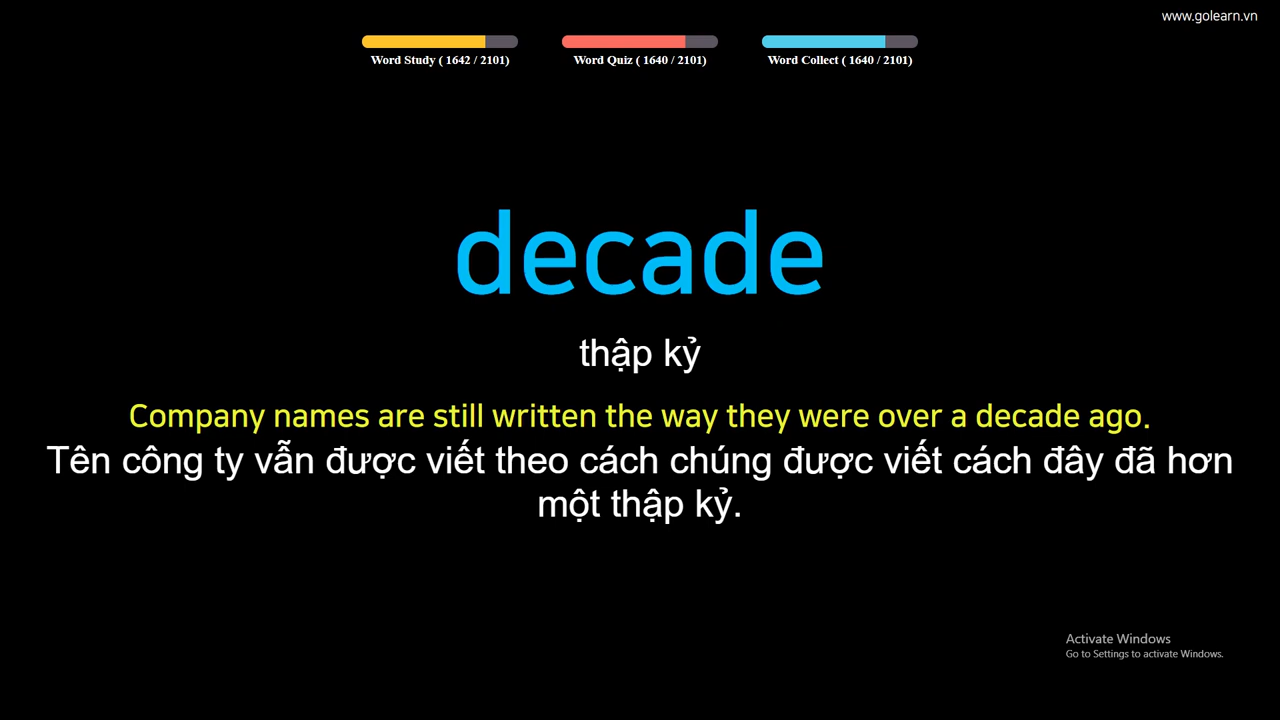 www.golearn.vn
Word Study ( 1642 / 2101)
Word Quiz ( 1640 / 2101)
Word Collect ( 1640 / 2101)
decade
thập kỷ
Company names are still written the way they were over a decade ago.
Tên công ty vẫn được viết theo cách chúng được viết cách đây đã hơn
một thập kỷ.
Activate Windows
Go to Settings to activate Windows.